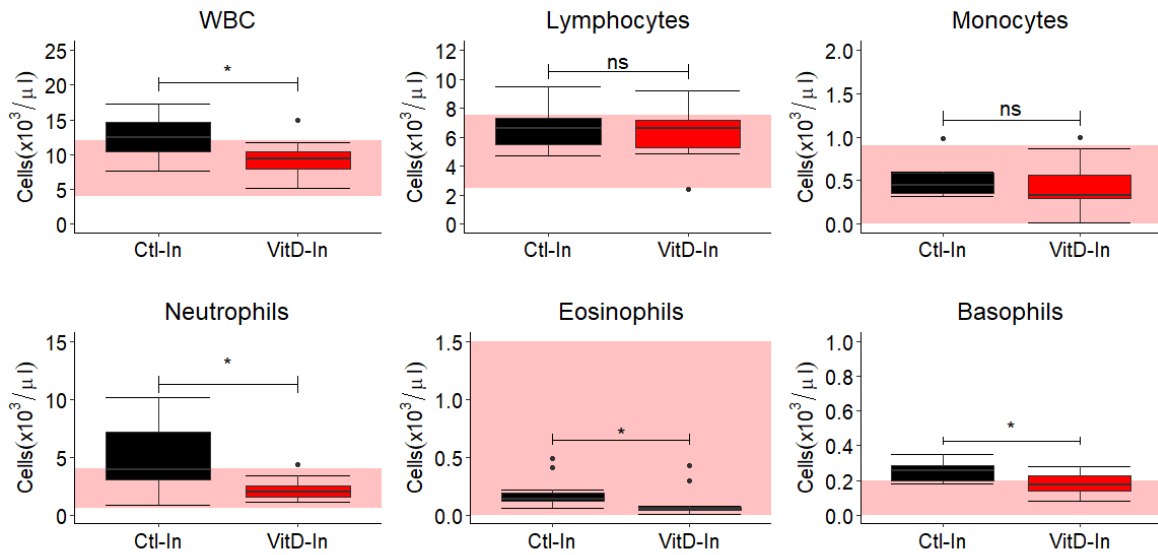 WBC
Cells(x10³/μl)
25
20
15
10
5
0
*
Ctl-In
VitD-In
Lymphocytes
Cells(x10³/μl)
12
10
8
6
4
2
0
ns
Ctl-In
VitD-In
Monocytes
Cells(x10³/μl)
2.0
1.5
1.0
0.5
0.0
ns
Ctl-In
VitD-In
Neutrophils
Cells(x10³/μl)
15
10
5
0
*
Ctl-In
VitD-In
Eosinophils
Cells(x10³/μl)
1.5
1.0
0.5
0.0
*
Ctl-In
VitD-In
Basophils
Cells(x10³/μl)
1.0
0.8
0.6
0.4
0.2
0.0
*
Ctl-In
VitD-In